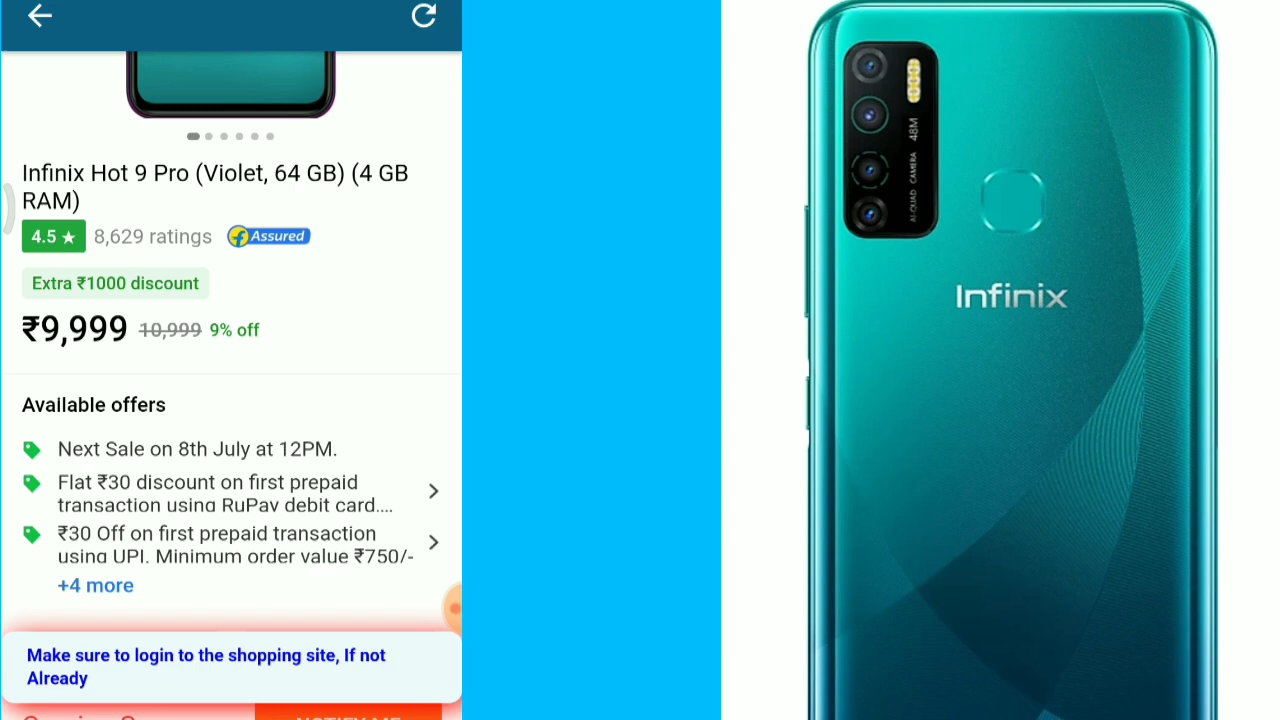 Infinix Hot 9 Pro (Violet, 64 GB) (4 GB
RAM)
4.5 ★ 8,629 ratings f Assured
Extra ₹1000 discount
₹9,999 10,999 9% off
Available offers
Next Sale on 8th July at 12PM.
Flat ₹30 discount on first prepaid
transaction using RuPay debit card....
₹30 Off on first prepaid transaction
using UPI. Minimum order value ₹750/-
+4 more
Make sure to login to the shopping site, If not
Already
NOTIFY ME
AI-QUAD CAMERA 48M
Infinix